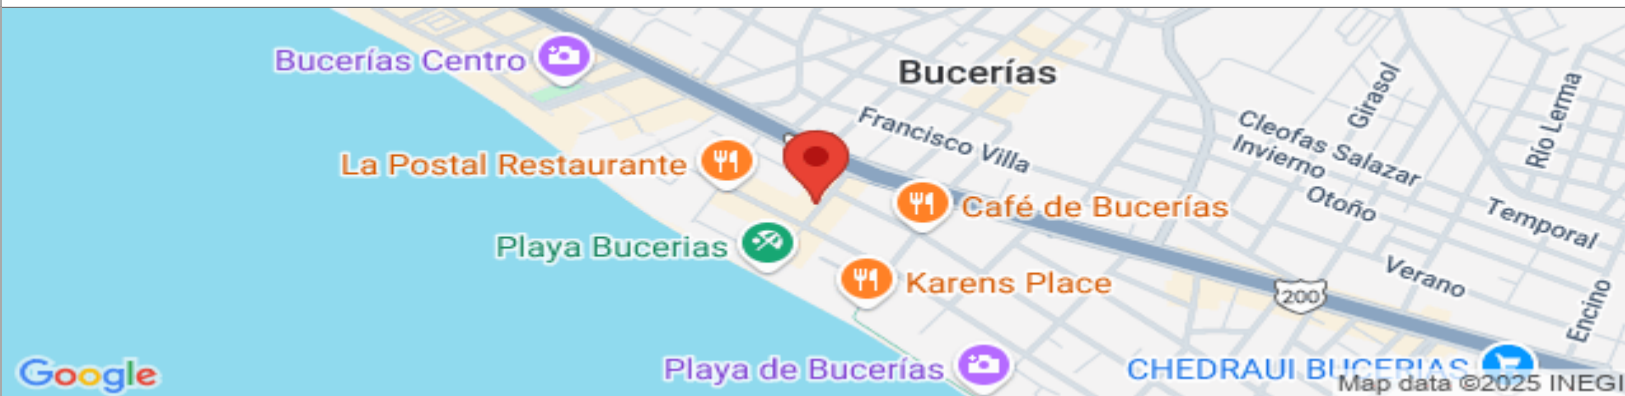 Bucerías Centro
Bucerías
Girasol
Río Lerma
Francisco Villa
Cleofas Salazar
Invierno
La Postal Restaurante
Otoño
Café de Bucerías
Temporal
Playa Bucerias
Verano
Karens Place
200
Encino
Google
Playa de Bucerías
CHEDRAUI BUCERIAS
Map data ©2025 INEGI